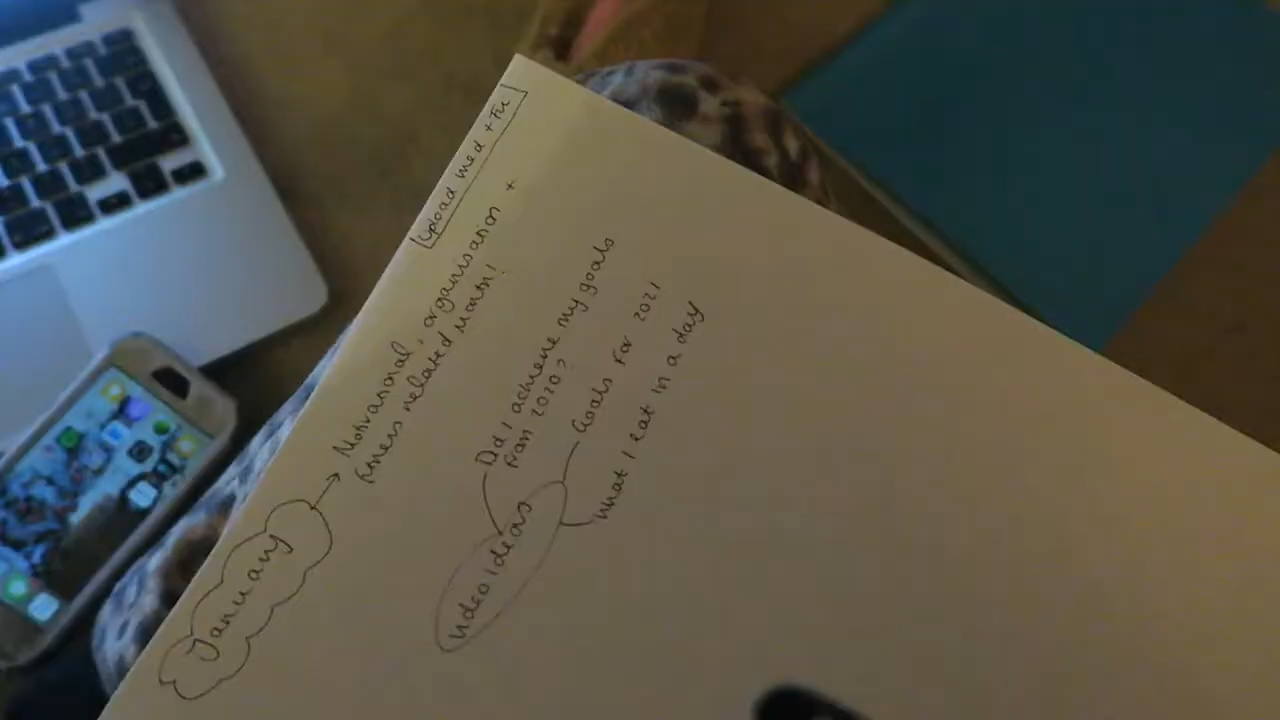 Upload wed + Fri
January → Motivational, organisation +
fitness related month!
Video ideas
Did I achieve my goals
from 2020?
Goals for 2021
What I eat in a day